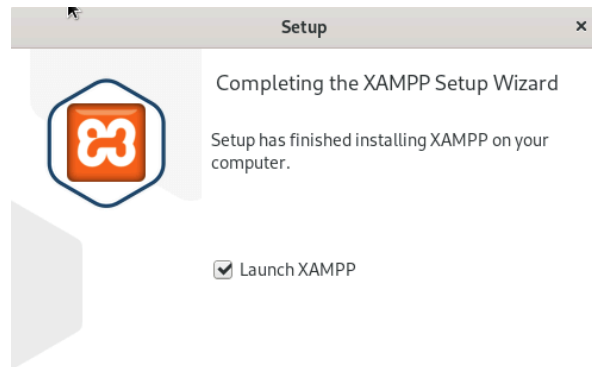 Setup
Completing the XAMPP Setup Wizard
Setup has finished installing XAMPP on your
computer.
Launch XAMPP